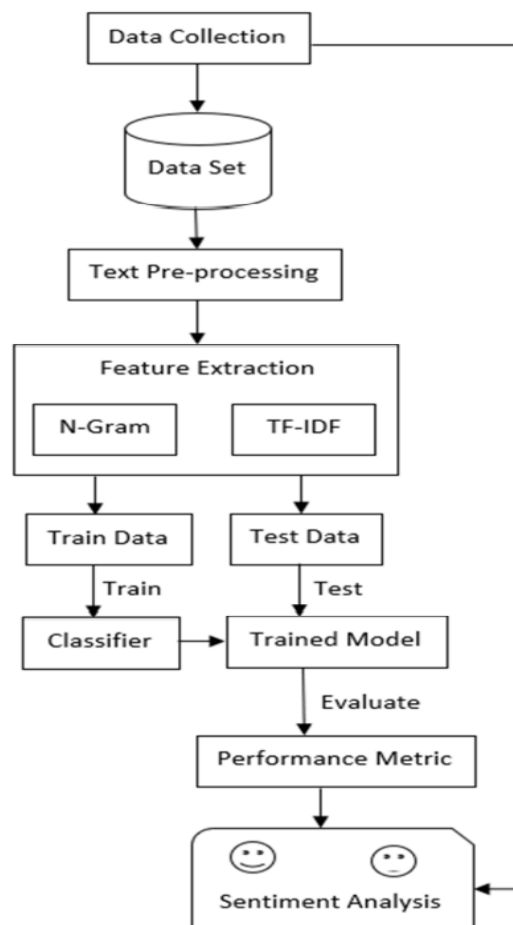 Data Collection
Data Set
Text Pre-processing
Feature Extraction
N-Gram
TF-IDF
Train Data
Test Data
Train
Test
Classifier
Trained Model
Evaluate
Performance Metric
Sentiment Analysis